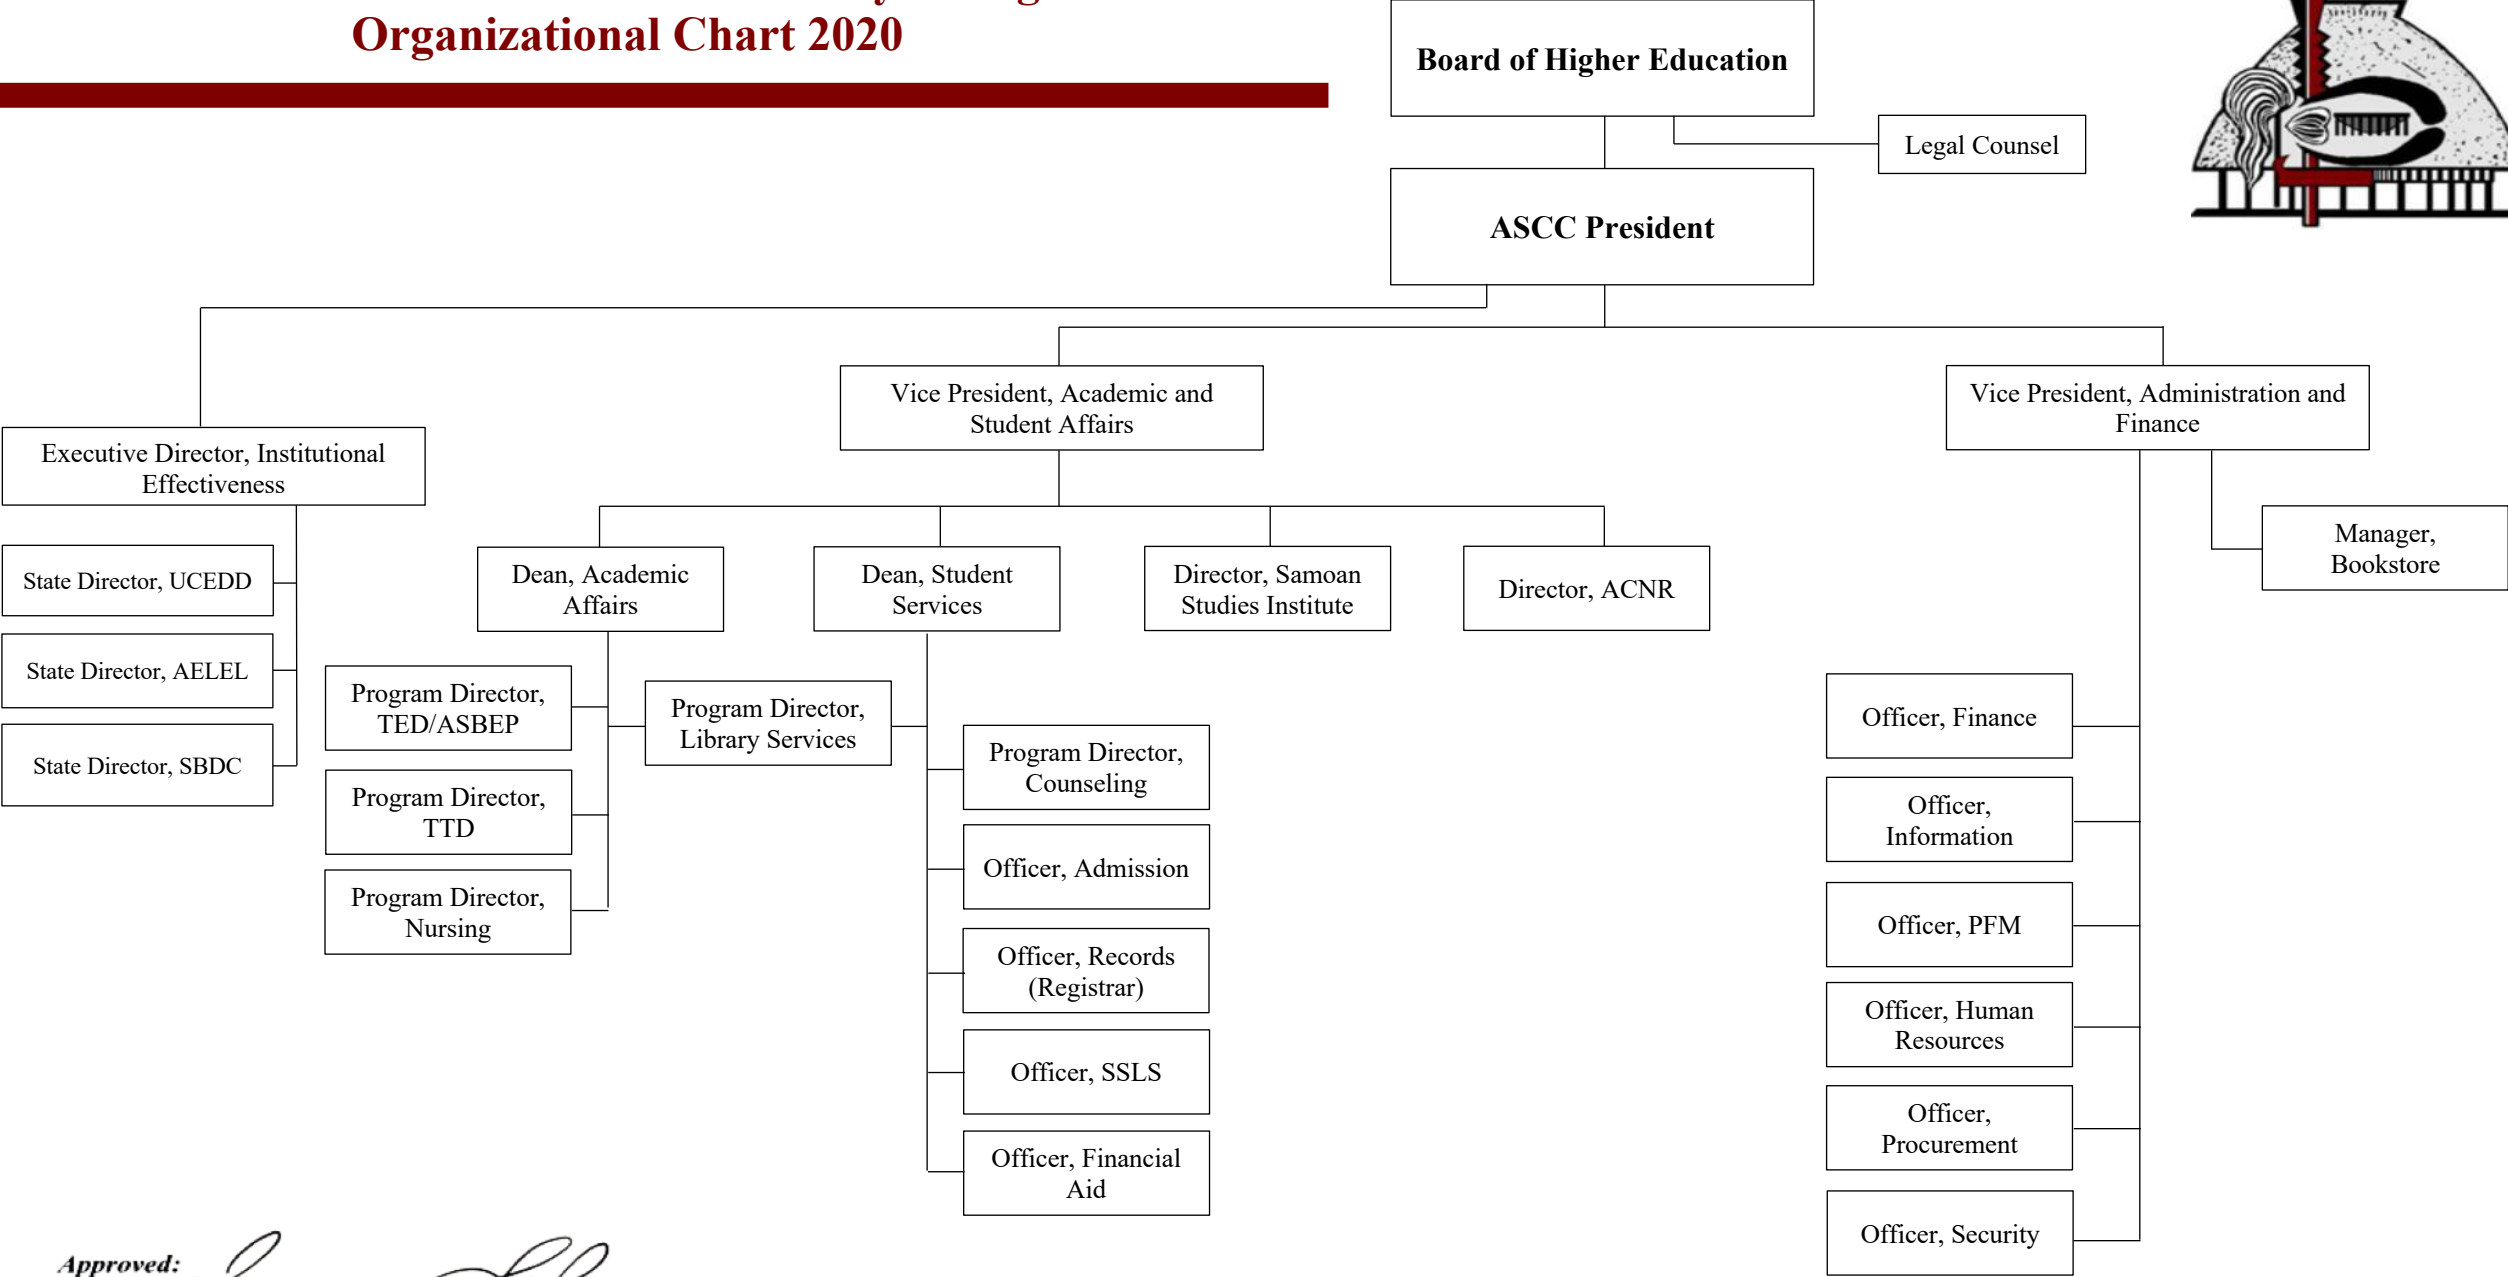 Organizational Chart 2020
Board of Higher Education
Legal Counsel
ASCC President
Vice President, Academic and
Student Affairs
Vice President, Administration and
Finance
Executive Director, Institutional
Effectiveness
State Director, UCEDD
State Director, AELEL
State Director, SBDC
Dean, Academic
Affairs
Dean, Student
Services
Director, Samoan
Studies Institute
Director, ACNR
Manager,
Bookstore
Program Director,
TED/ASBEP
Program Director,
TTD
Program Director,
Nursing
Program Director,
Library Services
Program Director,
Counseling
Officer, Admission
Officer, Records
(Registrar)
Officer, SSLS
Officer, Financial
Aid
Officer, Finance
Officer,
Information
Officer, PFM
Officer, Human
Resources
Officer,
Procurement
Officer, Security
Approved: